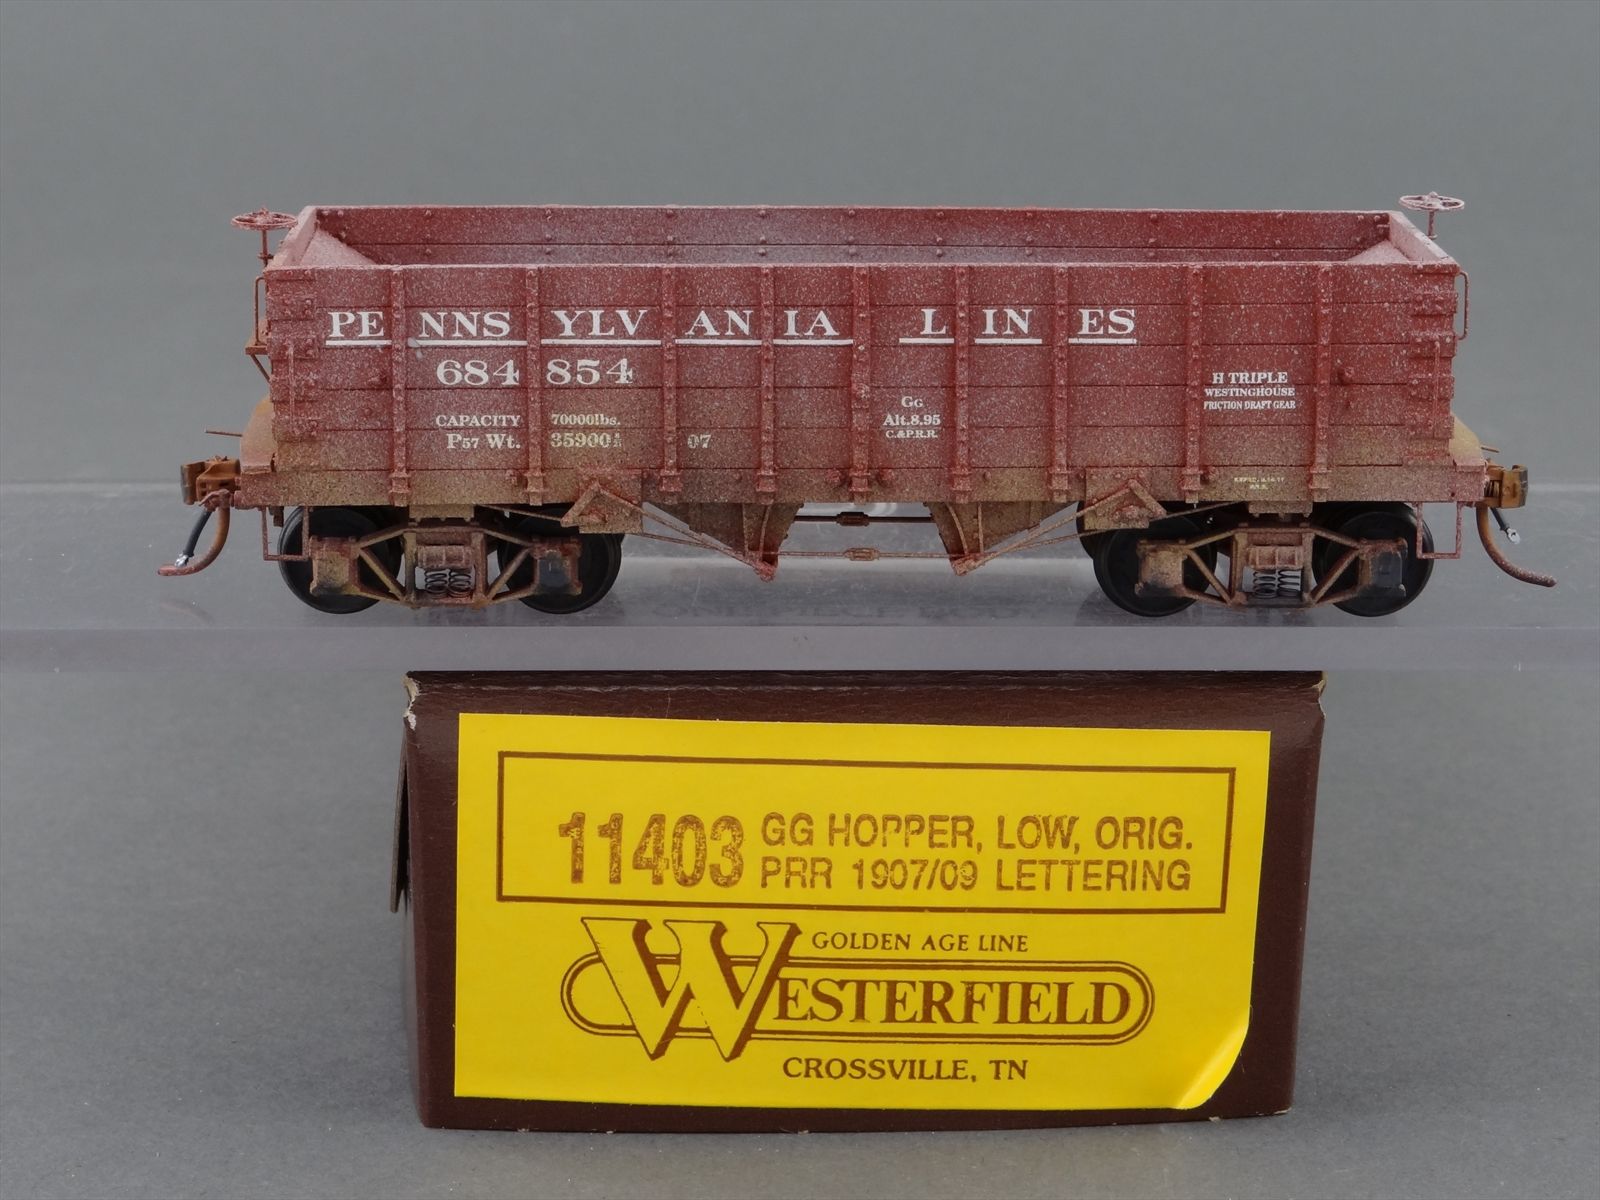 PENNSYLVANIA LINES
684854
CAPACITY 70000lbs.
P57 Wt. 35900 07
GG
Alt.8.95
C.&P.R.R.
H TRIPLE
WESTINGHOUSE
FRICTION DRAFT GEAR
11403 GG HOPPER, LOW, ORIG.
PRR 1907/09 LETTERING
GOLDEN AGE LINE
WESTERFIELD
CROSSVILLE, TN